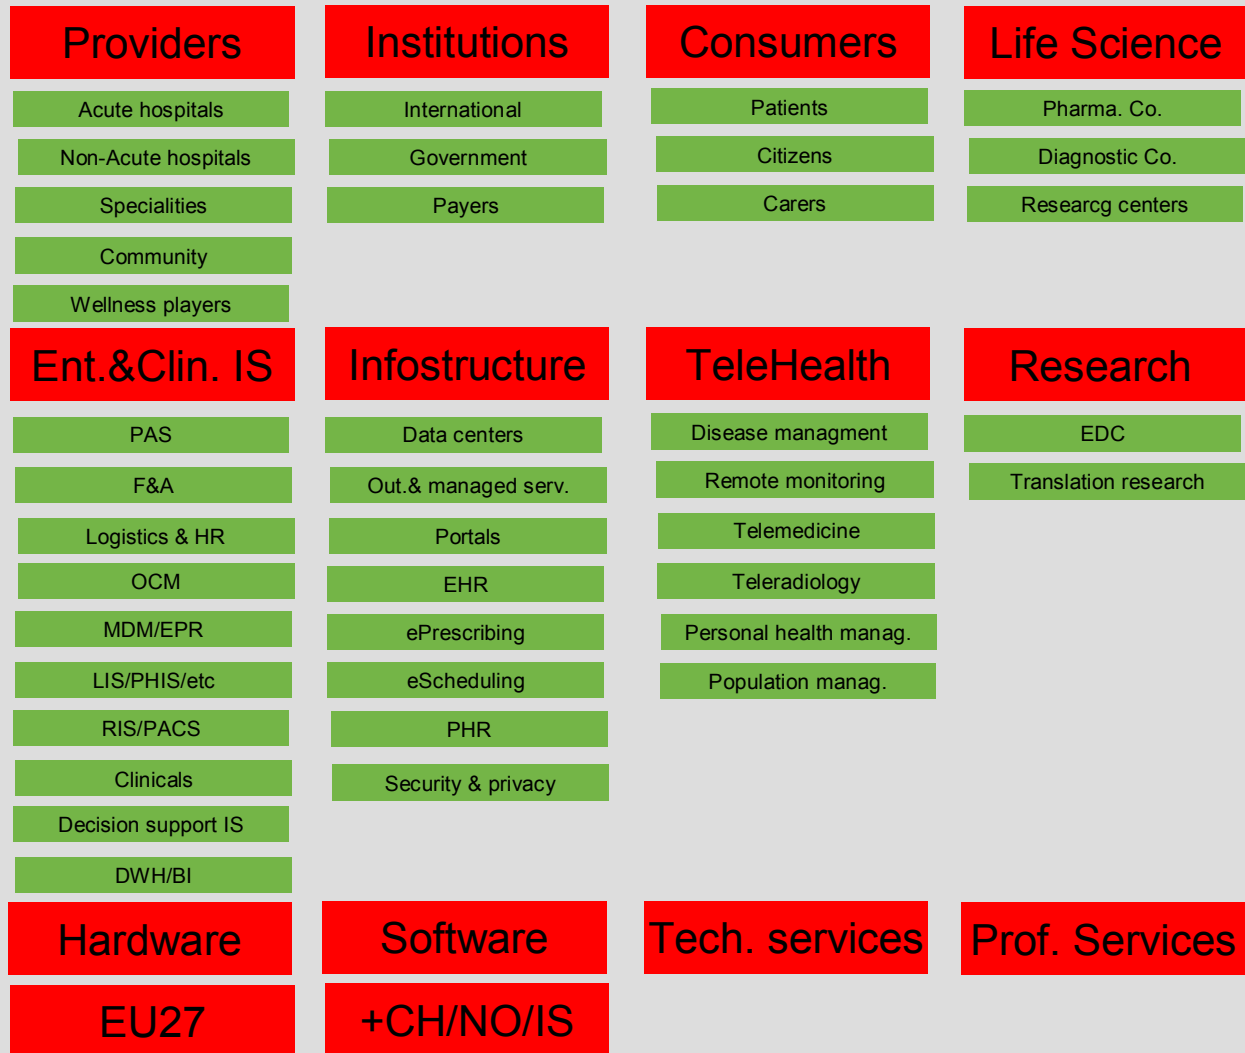 Providers
Acute hospitals
Non-Acute hospitals
Specialities
Community
Wellness players
Institutions
International
Government
Payers
Consumers
Patients
Citizens
Carers
Life Science
Pharma. Co.
Diagnostic Co.
Researcg centers
Ent.&Clin. IS
PAS
F&A
Logistics & HR
OCM
MDM/EPR
LIS/PHIS/etc
RIS/PACS
Clinicals
Decision support IS
DWH/BI
Infostructure
Data centers
Out.& managed serv.
Portals
EHR
ePrescribing
eScheduling
PHR
Security & privacy
TeleHealth
Disease managment
Remote monitoring
Telemedicine
Teleradiology
Personal health manag.
Population manag.
Research
EDC
Translation research
Hardware
Software
Tech. services
Prof. Services
EU27
+CH/NO/IS